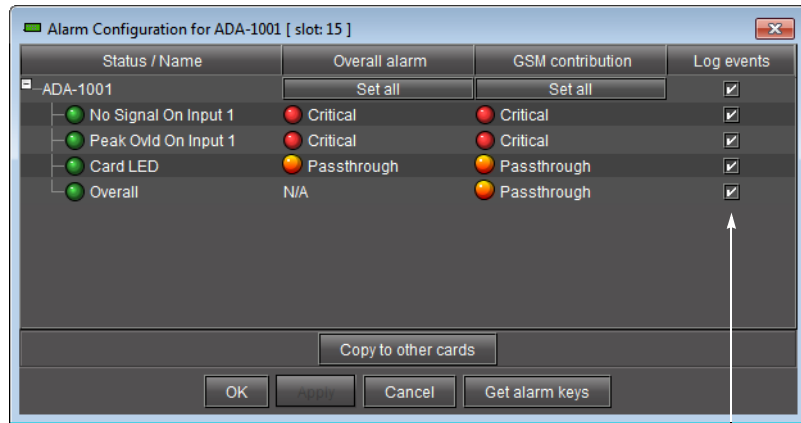 Alarm Configuration for ADA-1001 [ slot: 15 ]
Status / Name Overall alarm GSM contribution Log events
ADA-1001 Set all Set all
No Signal On Input 1 Critical Critical
Peak Ovld On Input 1 Critical Critical
Card LED Passthrough Passthrough
Overall N/A Passthrough
Copy to other cards
OK Apply Cancel Get alarm keys